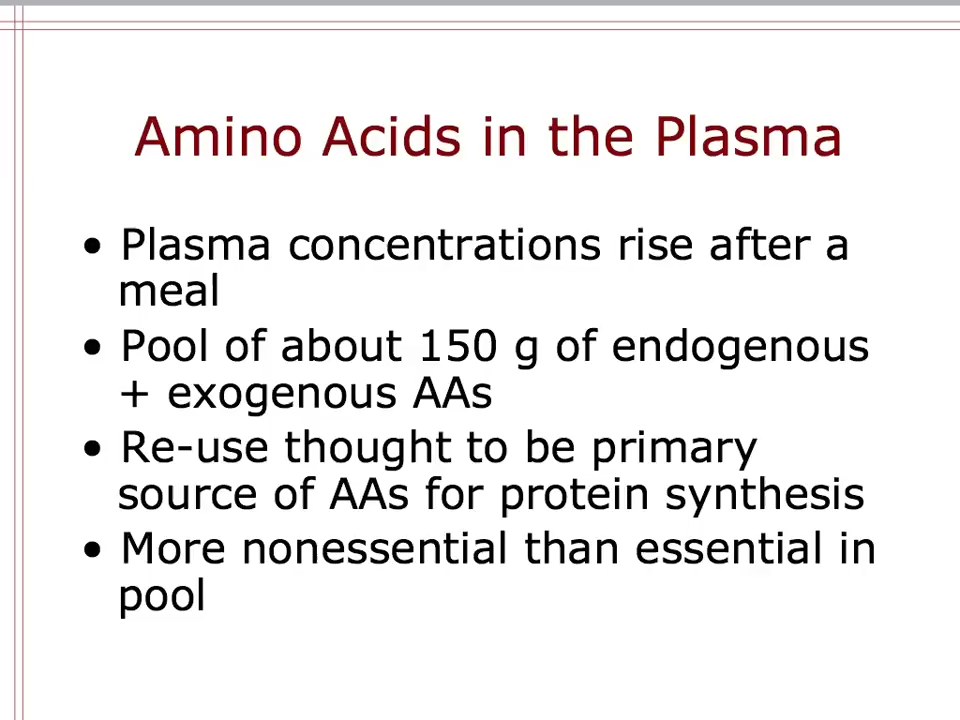 Amino Acids in the Plasma
• Plasma concentrations rise after a
meal
• Pool of about 150 g of endogenous
+ exogenous AAs
• Re-use thought to be primary
source of AAs for protein synthesis
• More nonessential than essential in
pool